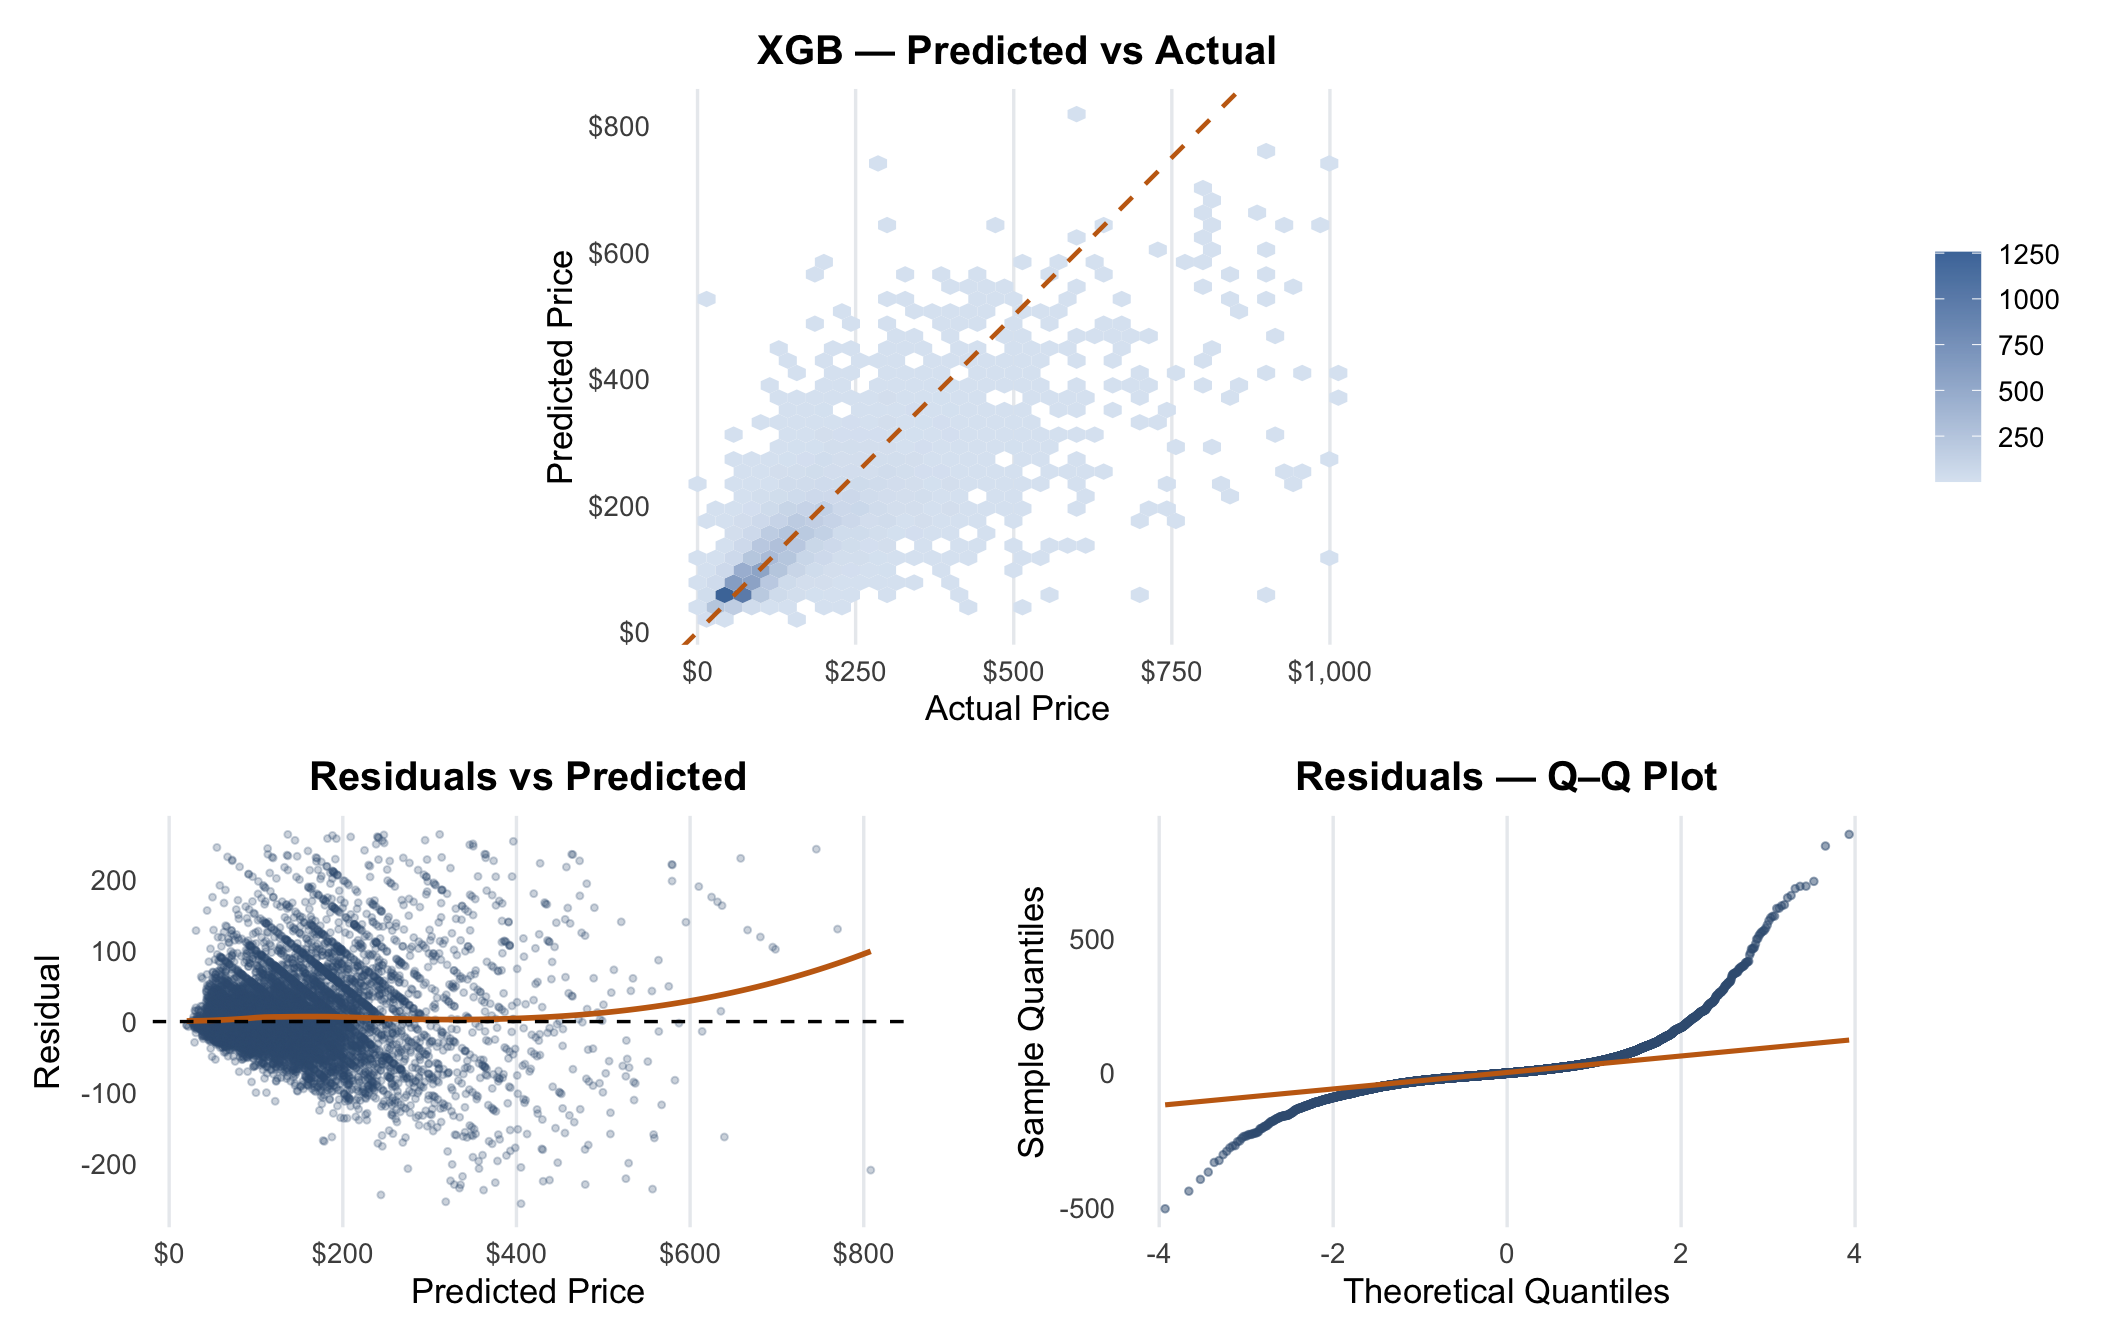 XGB — Predicted vs Actual
Predicted Price
$800
$600
$400
$200
$0
$0 $250 $500 $750 $1,000
Actual Price
1250
1000
750
500
250
Residuals vs Predicted
Residual
200
100
0
-100
-200
$0 $200 $400 $600 $800
Predicted Price
Residuals — Q–Q Plot
Sample Quantiles
500
0
-500
-4 -2 0 2 4
Theoretical Quantiles